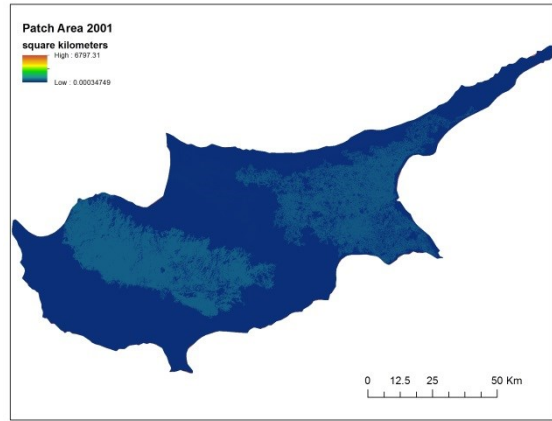 Patch Area 2001
square kilometers
High : 6797.31
Low : 0.00034749
0 12.5 25 50 Km